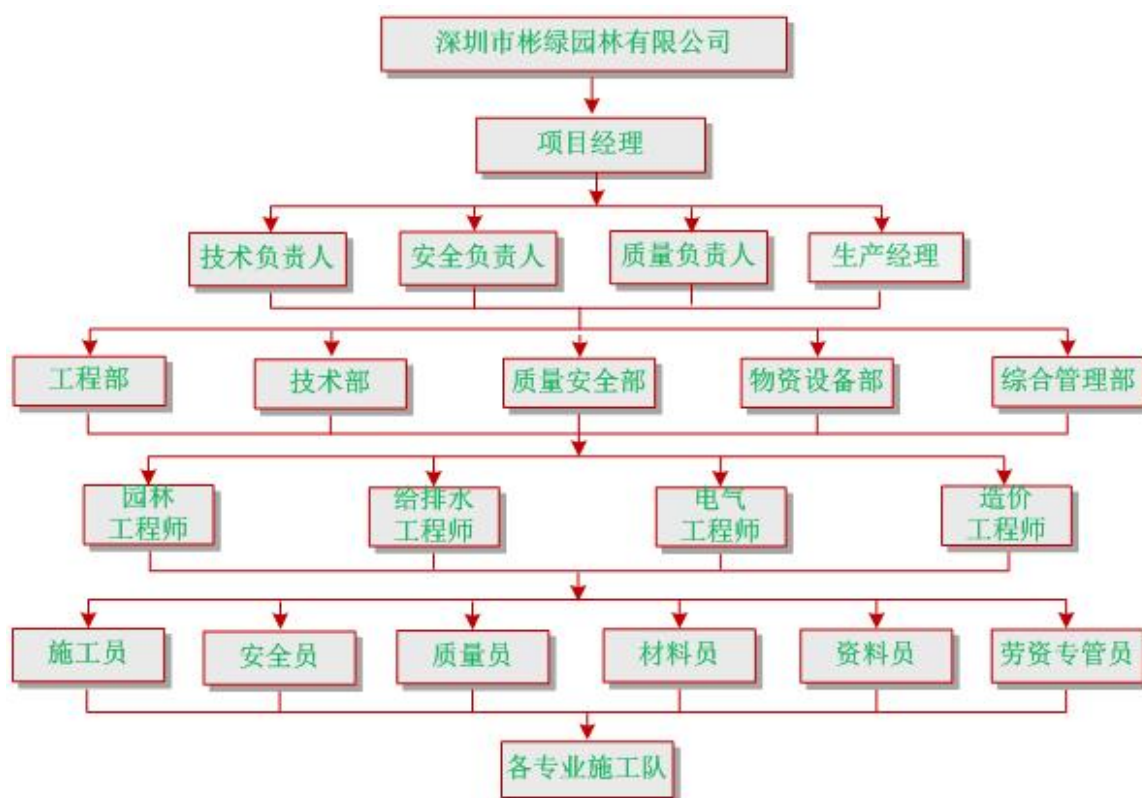 深圳市彬绿园林有限公司
项目经理
技术负责人
安全负责人
质量负责人
生产经理
工程部
技术部
质量安全部
物资设备部
综合管理部
园林
工程师
给排水
工程师
电气
工程师
造价
工程师
施工员
安全员
质量员
材料员
资料员
劳资专管员
各专业施工队